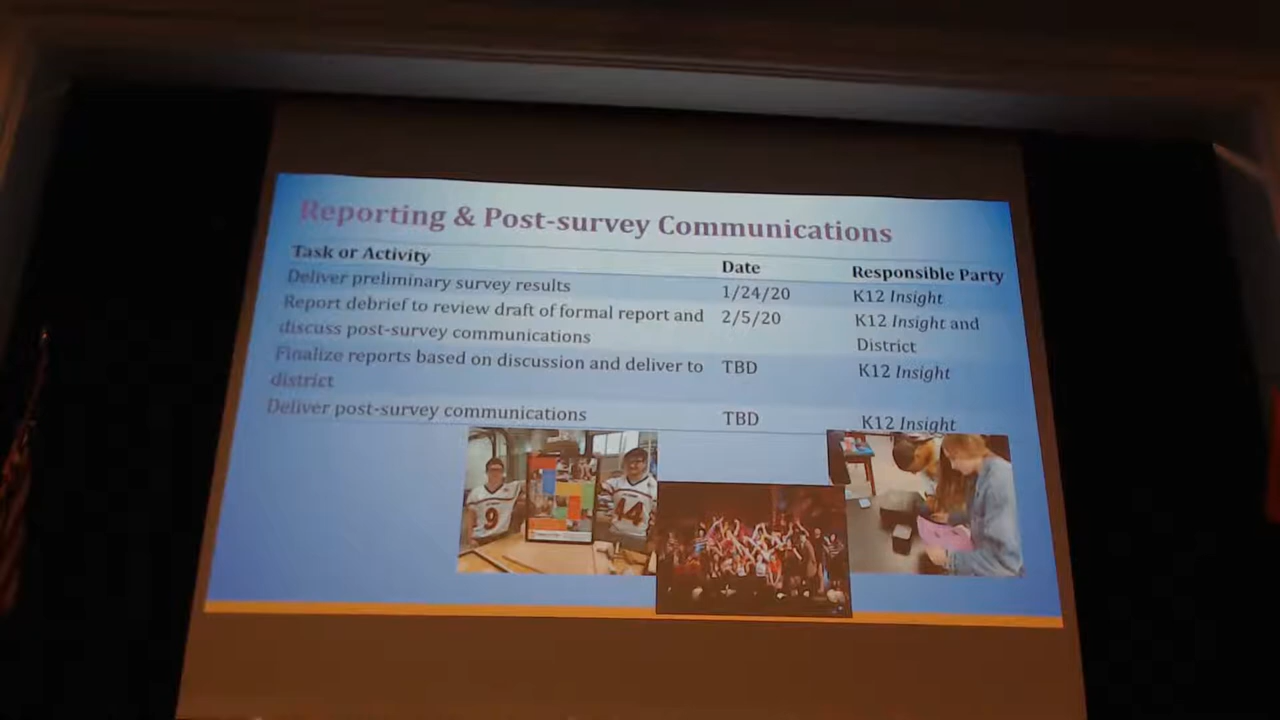 Reporting & Post-survey Communications
Task or Activity Date Responsible Party
Deliver preliminary survey results 1/24/20 K12 Insight
Report debrief to review draft of formal report and 2/5/20 K12 Insight and
discuss post-survey communications District
Finalize reports based on discussion and deliver to TBD K12 Insight
district
Deliver post-survey communications TBD K12 Insight
9
44